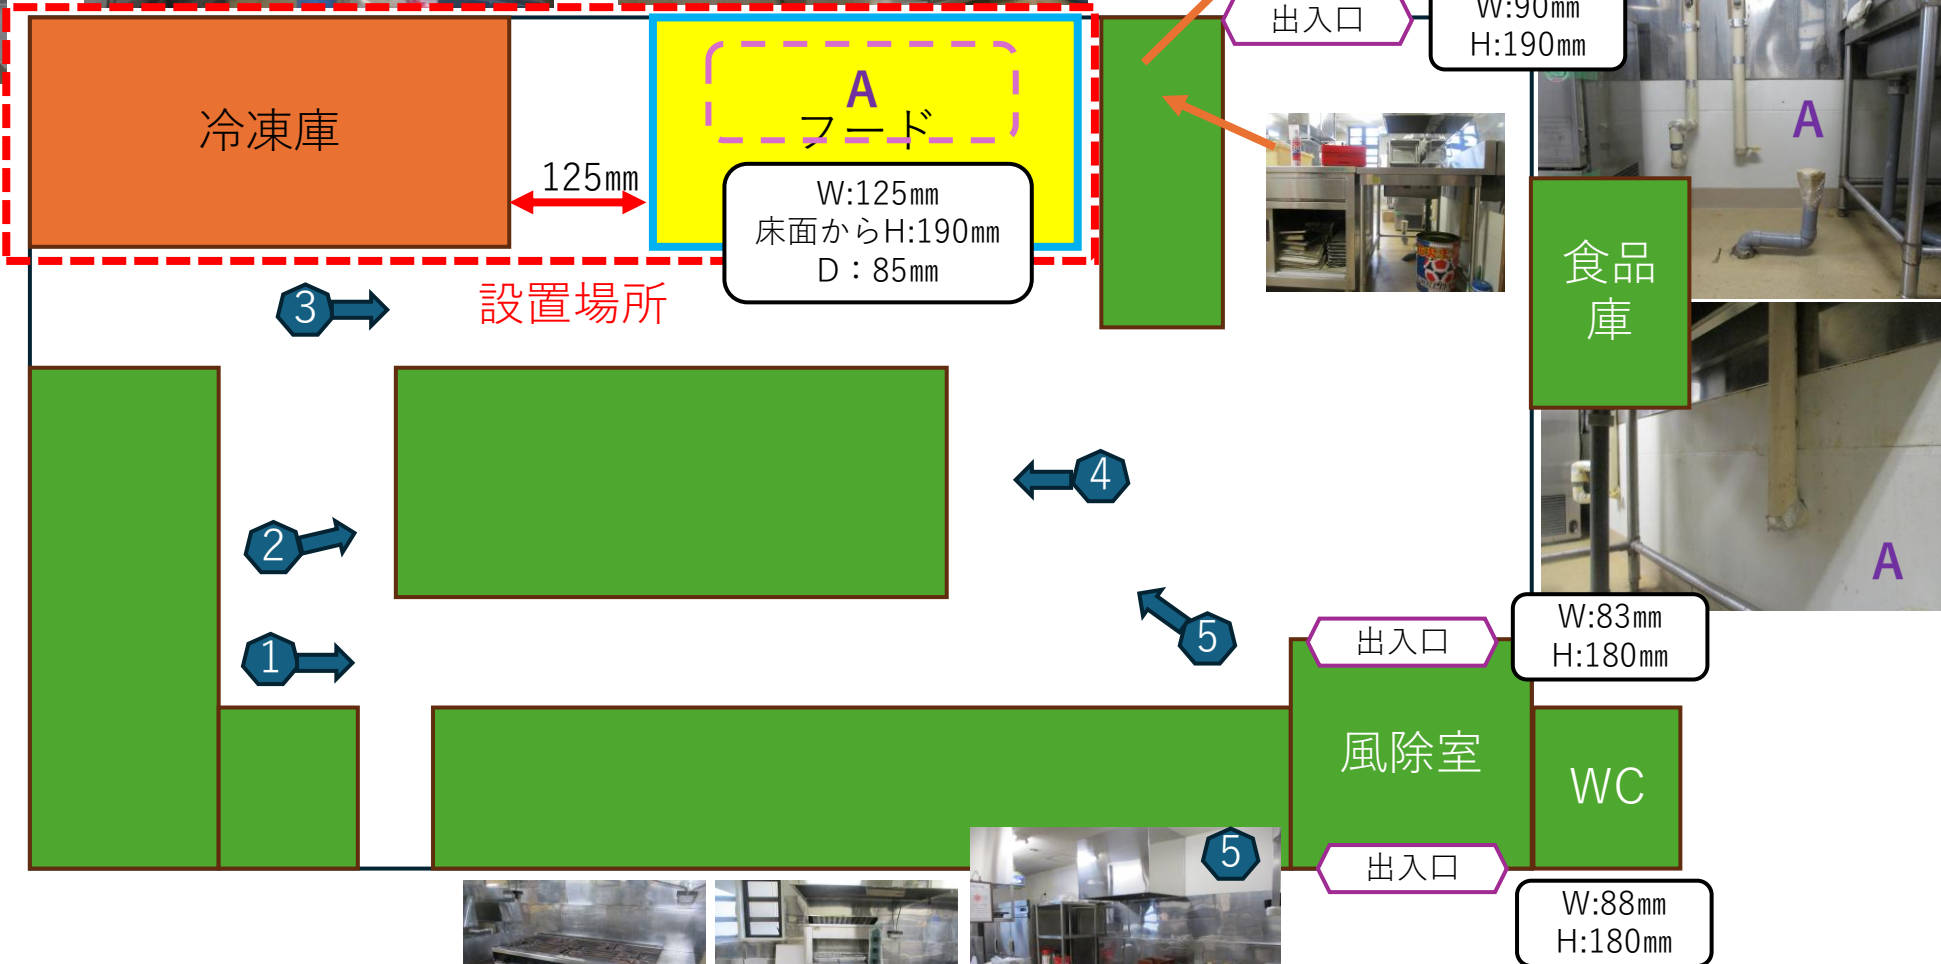 出入口
W:90㎜
H:190㎜
A
フード
冷凍庫
125㎜
W:125㎜
床面からH:190㎜
D：85㎜
A
設置場所
3
食品
庫
4
2
A
1
5
出入口
W:83㎜
H:180㎜
風除室
WC
5
出入口
W:88㎜
H:180㎜